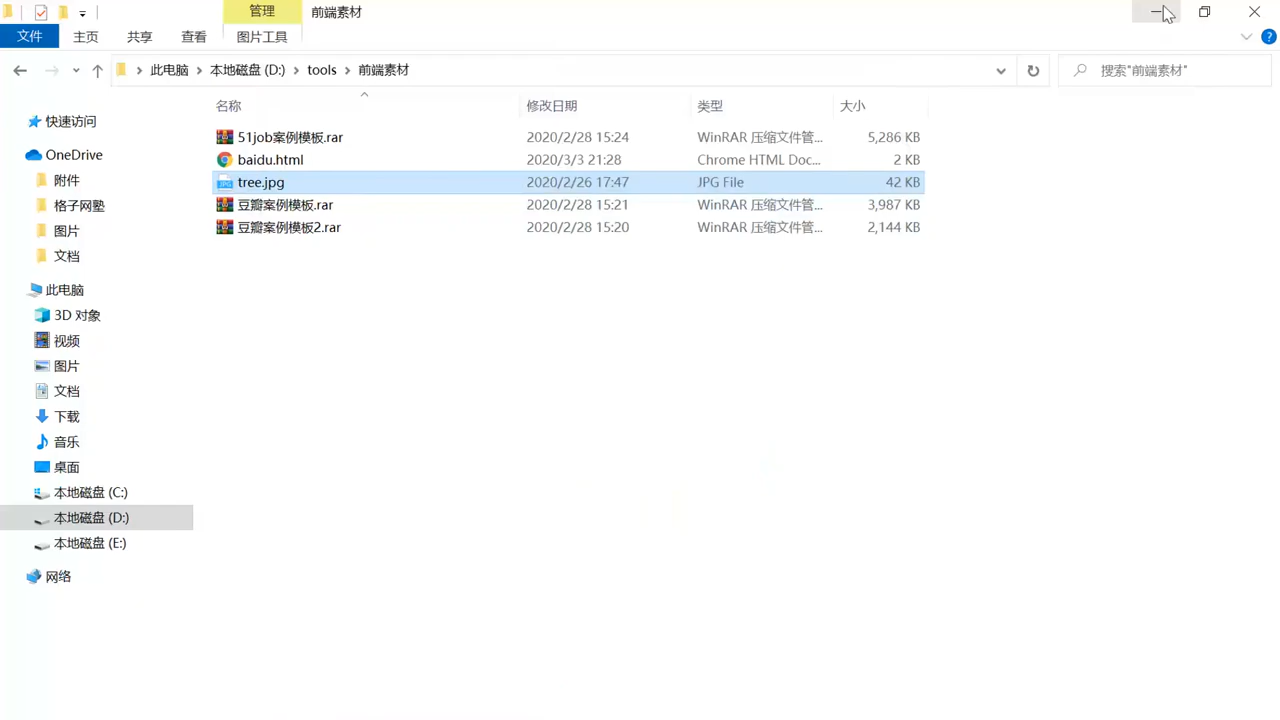 管理
前端素材
文件
主页
共享
查看
图片工具
此电脑
本地磁盘 (D:)
tools
前端素材
搜索"前端素材"
名称
修改日期
类型
大小
51job案例模板.rar 2020/2/28 15:24 WinRAR 压缩文件管... 5,286 KB
baidu.html 2020/3/3 21:28 Chrome HTML Doc... 2 KB
tree.jpg 2020/2/26 17:47 JPG File 42 KB
豆瓣案例模板.rar 2020/2/28 15:21 WinRAR 压缩文件管... 3,987 KB
豆瓣案例模板2.rar 2020/2/28 15:20 WinRAR 压缩文件管... 2,144 KB
快速访问
OneDrive
附件
格子网塾
图片
文档
此电脑
3D 对象
视频
图片
文档
下载
音乐
桌面
本地磁盘 (C:)
本地磁盘 (D:)
本地磁盘 (E:)
网络